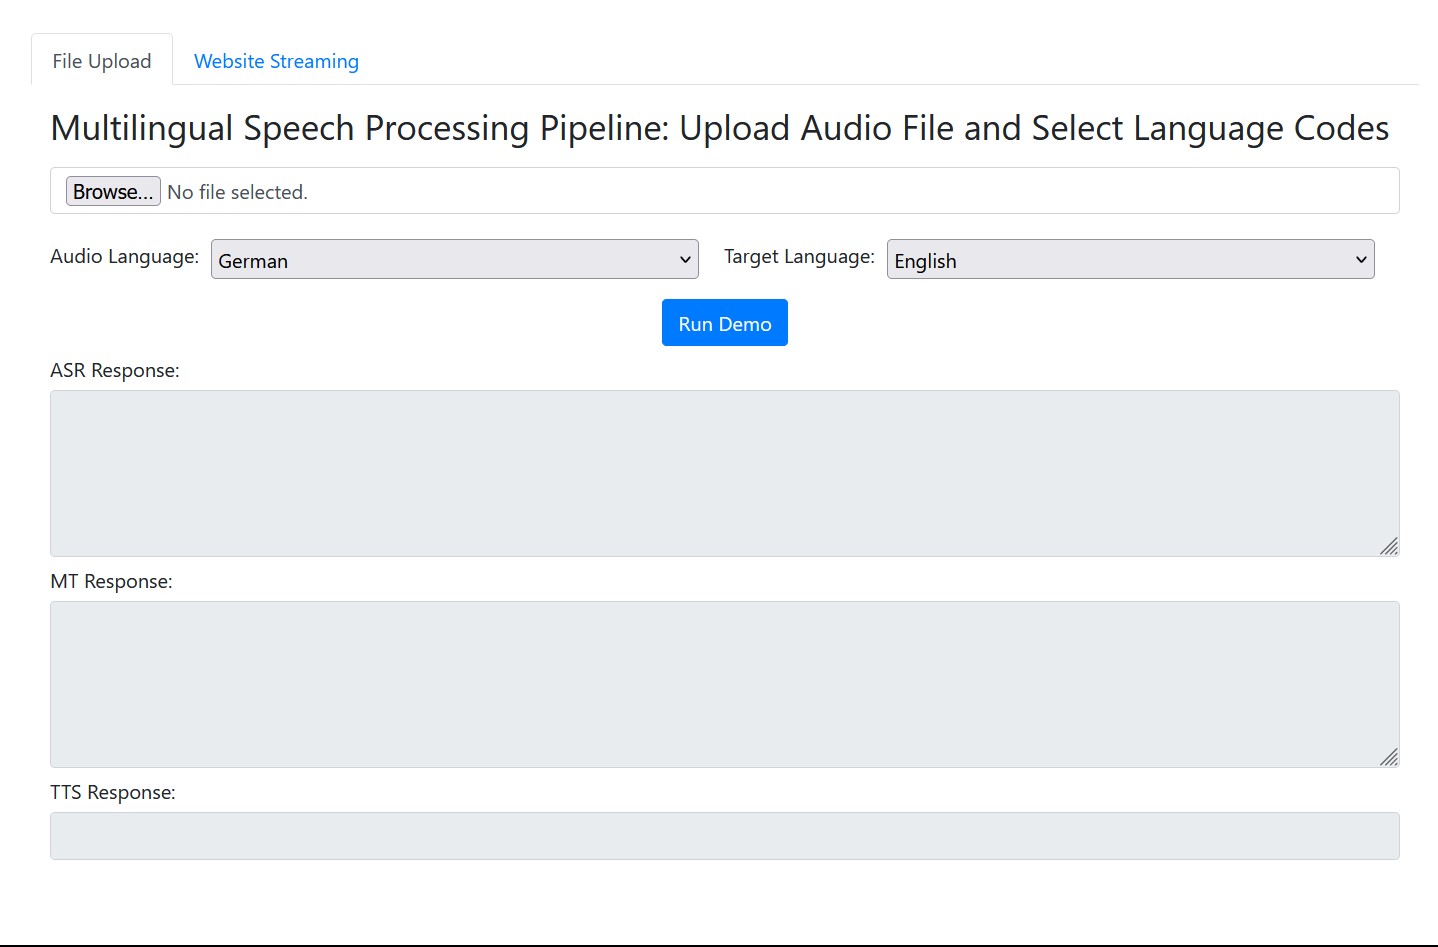 File Upload
Website Streaming
Multilingual Speech Processing Pipeline: Upload Audio File and Select Language Codes
Browse... No file selected.
Audio Language: German Target Language: English
Run Demo
ASR Response:
MT Response:
TTS Response: